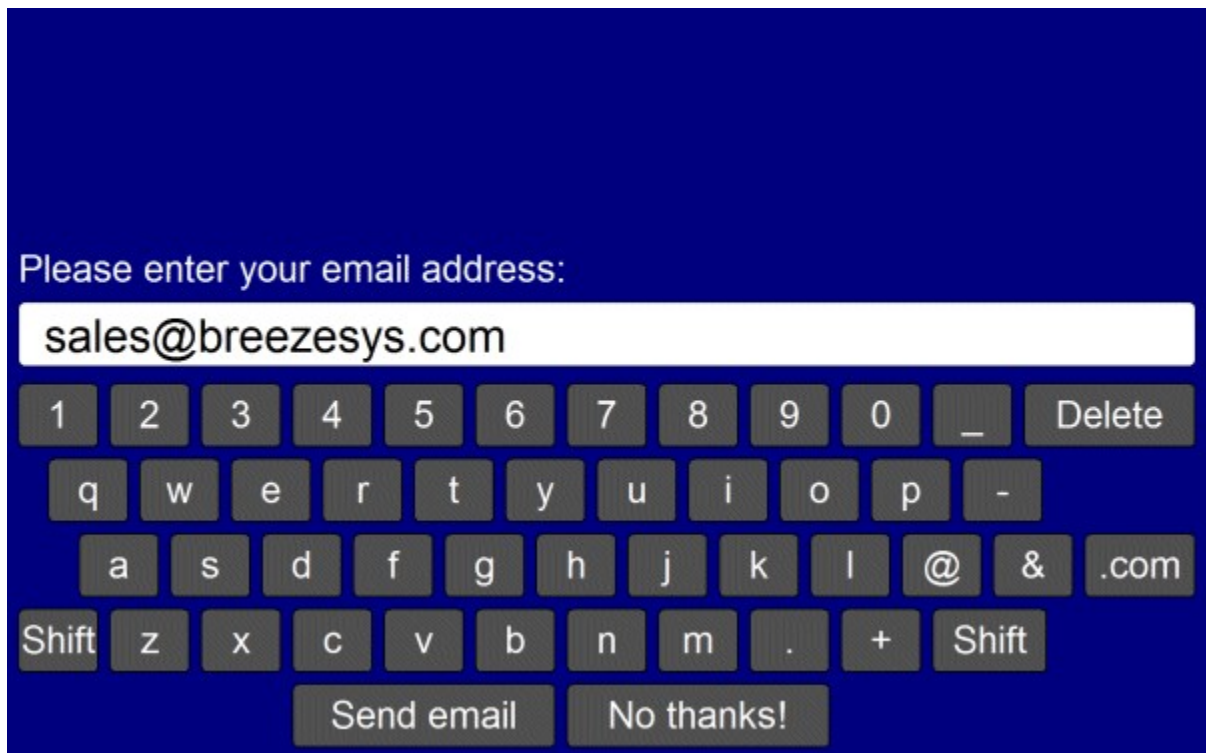 Please enter your email address:
sales@breezesys.com
1 2 3 4 5 6 7 8 9 0 _ Delete
q w e r t y u i o p -
a s d f g h j k l @ & .com
Shift z x c v b n m . + Shift
Send email No thanks!